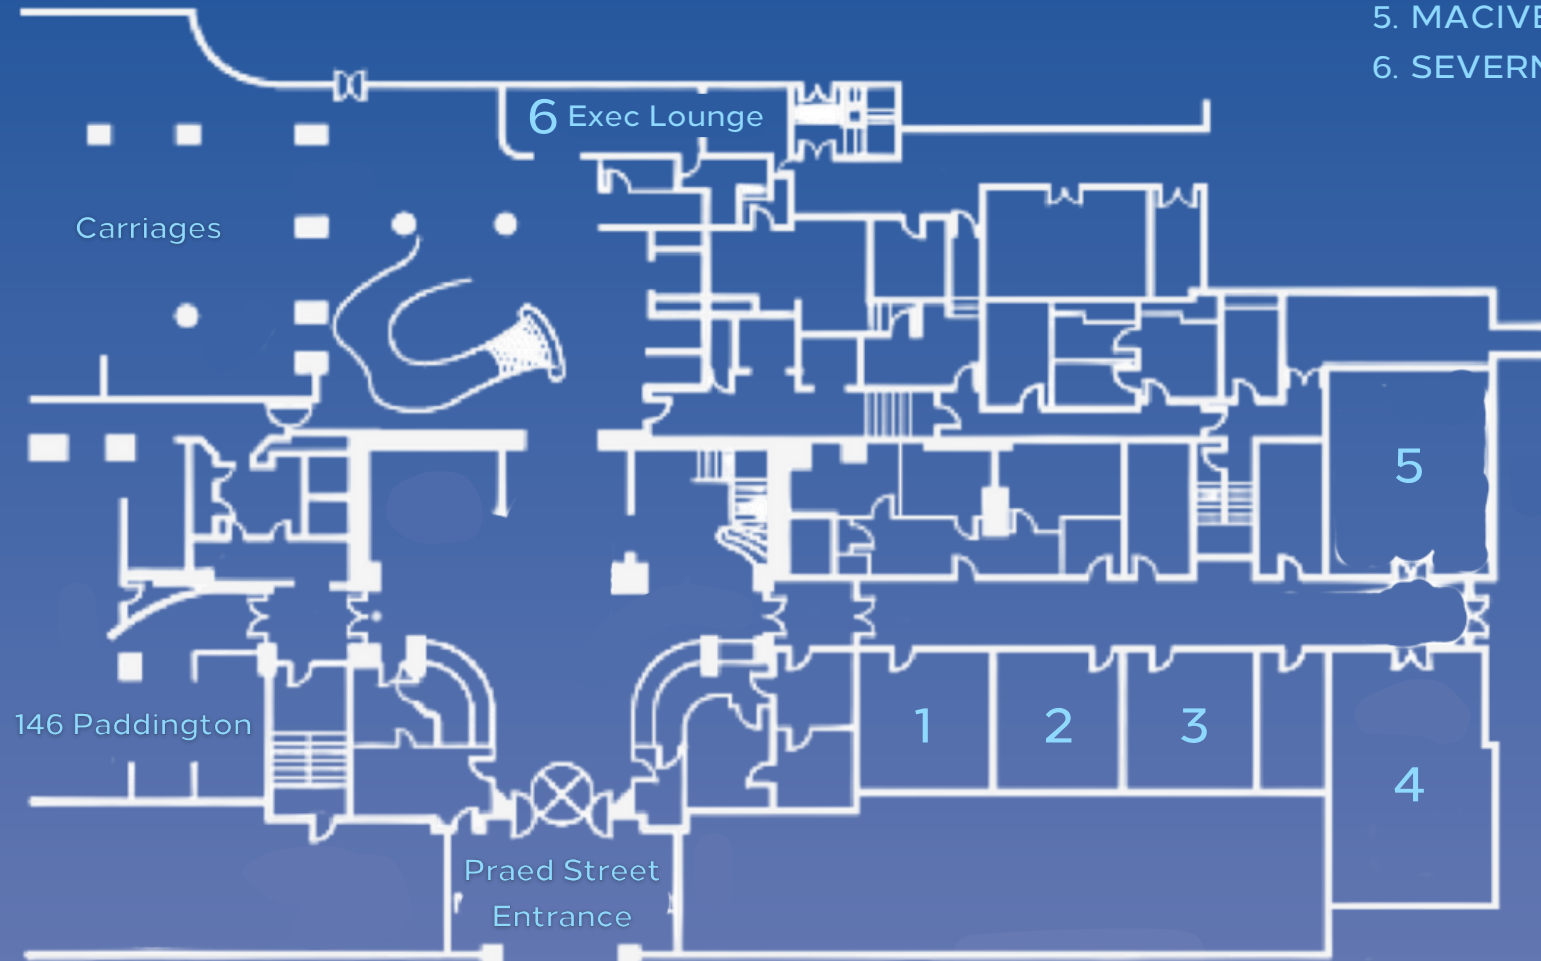 5. MACIVE
6. SEVERN
6 Exec Lounge
Carriages
5
146 Paddington
1
2
3
4
Praed Street
Entrance